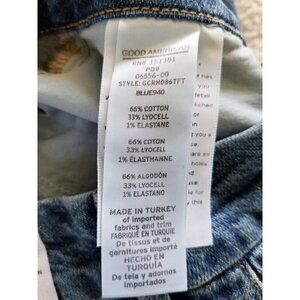 GOOD AMERICAN
RN# 151301
PO#
06556-00
STYLE: GCRM086TFT
BLUE940
66% COTTON
33% LYOCELL
1% ELASTANE
66% COTON
33% LYOCELL
1% ÉLASTHANNE
66% ALGODÓN
33% LYOCELL
1% ELASTANO
MADE IN TURKEY
of imported
fabrics and trim
FABRIQUÉ EN TURQUIE
De tissus et de
garnitures importé
HECHO EN
TURQUÍA
De tela y adornos
importados